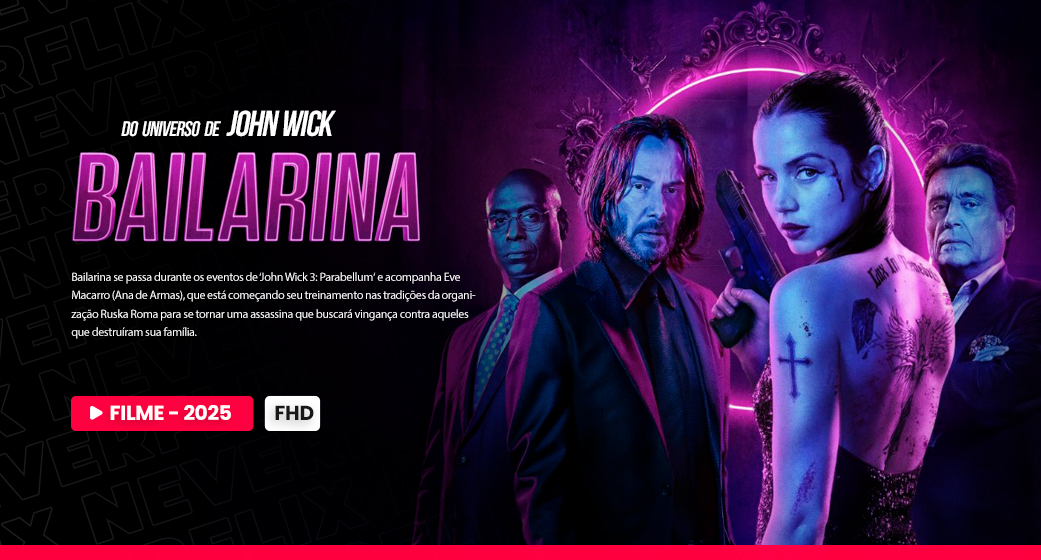 DO UNIVERSO DE JOHN WICK
BAILARINA
Bailarina se passa durante os eventos de 'John Wick 3: Parabellum' e acompanha Eve
Macarro (Ana de Armas), que está começando seu treinamento nas tradições da organi-
zação Ruska Roma para se tornar uma assassina que buscará vingança contra aqueles
que destruíram sua família.
FILME - 2025
FHD